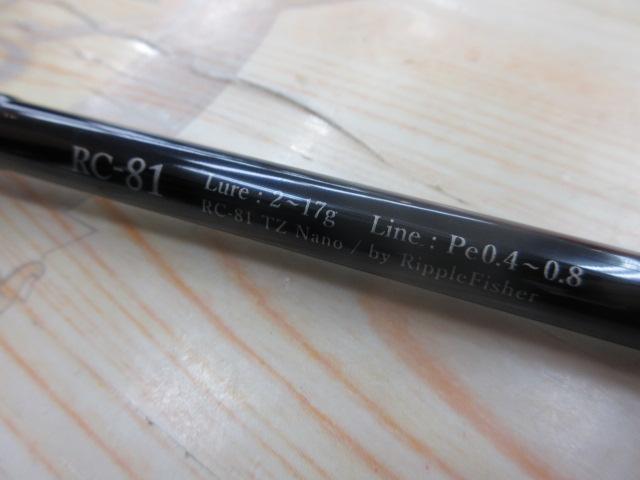 RC-81 Lure : 2~17g Line : Pe0.4~0.8
RC-81 TZ Nano / by RippleFisher